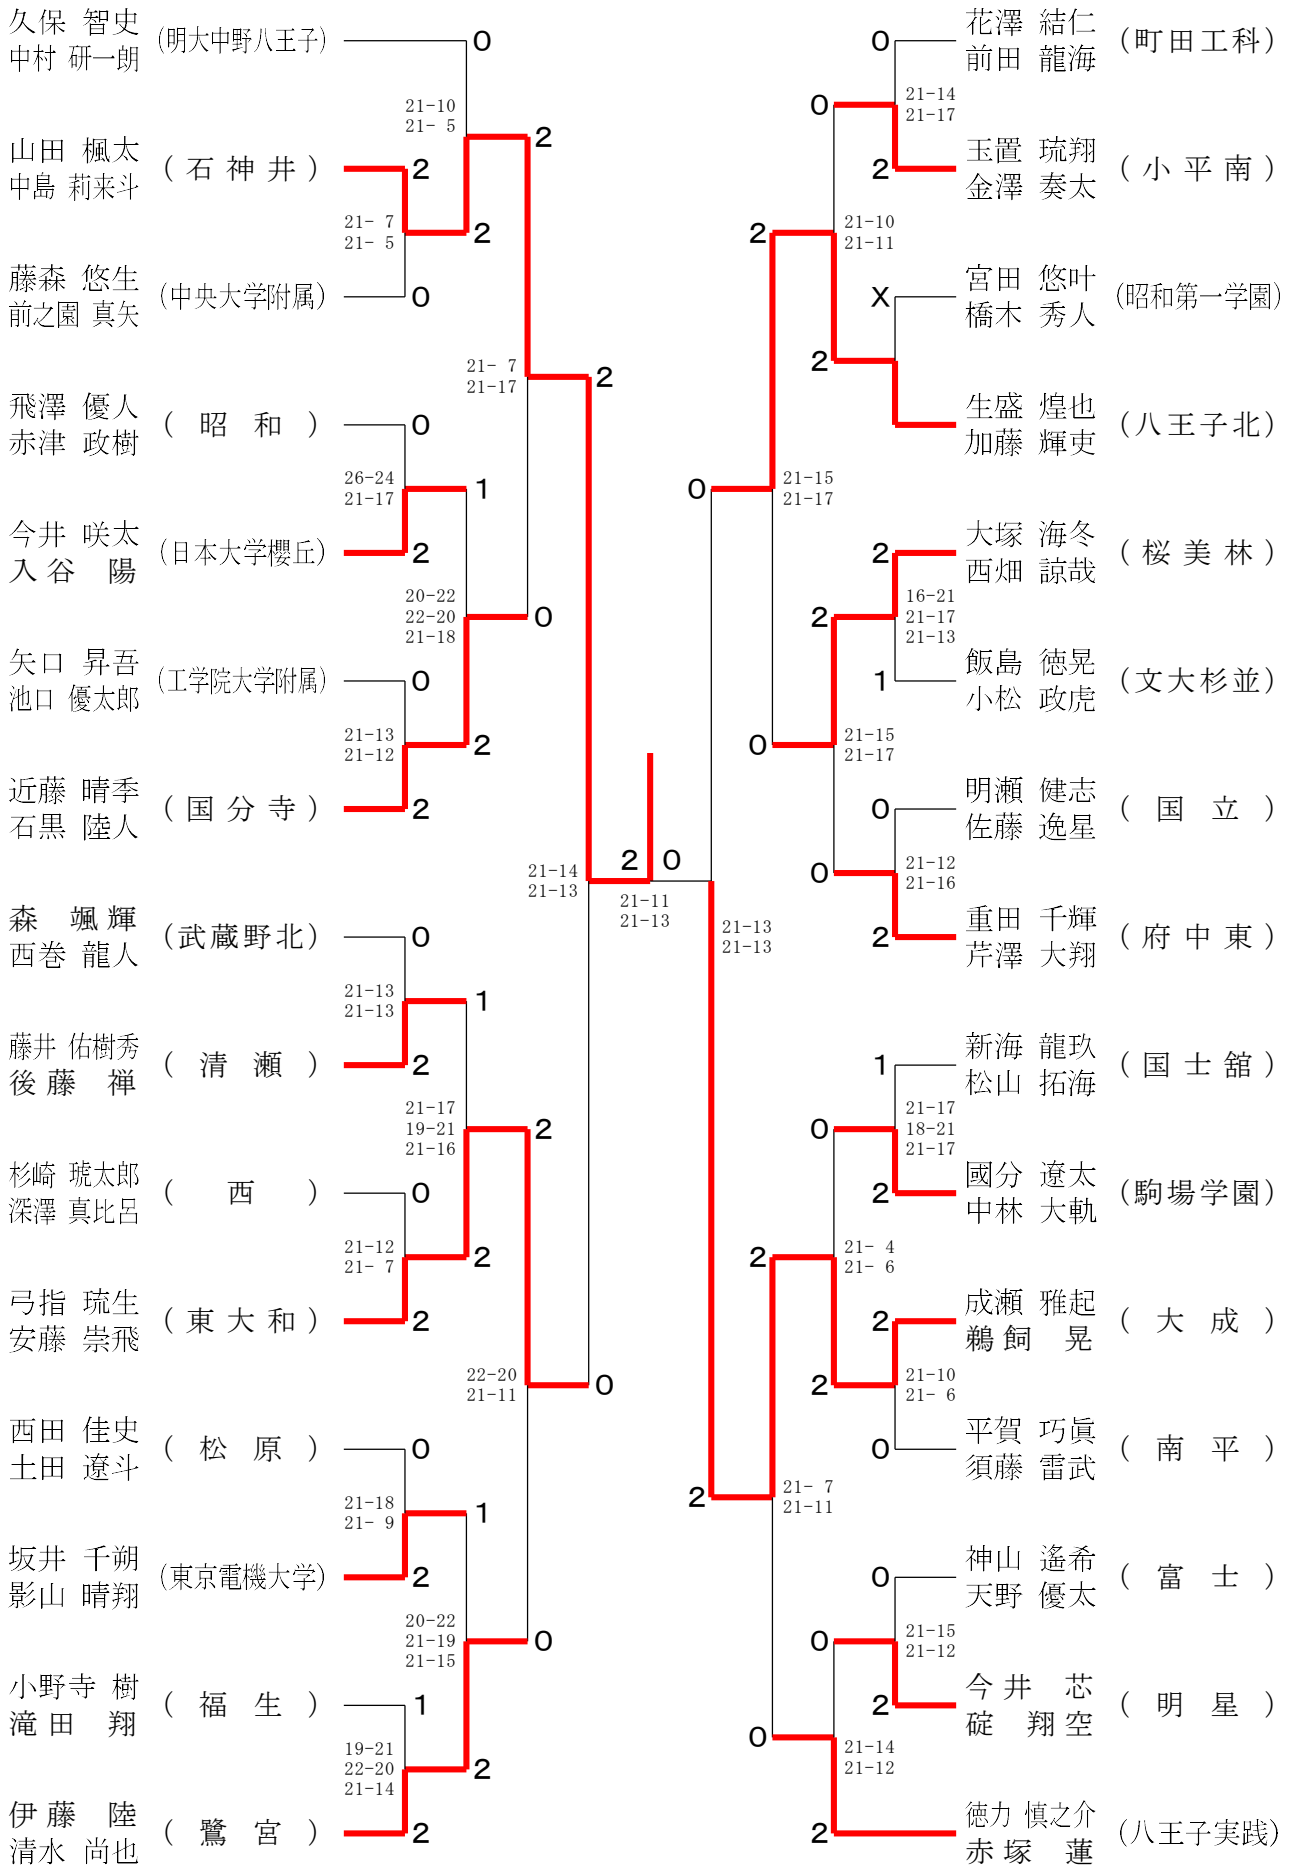 久保 智史
中村 研一朗
(明大中野八王子)
0
21-10
21- 5
2
山田 楓太
中島 莉来斗
( 石 神 井 )
2
21- 7
21- 5
2
藤森 悠生
前之園 真矢
(中央大学附属)
0
21- 7
21-17
2
飛澤 優人
赤津 政樹
( 昭 和 )
0
26-24
21-17
1
今井 咲太
入谷 陽
(日本大学櫻丘)
2
20-22
22-20
21-18
0
矢口 昇吾
池口 優太郎
(工学院大学附属)
0
21-13
21-12
2
近藤 晴季
石黒 陸人
( 国 分 寺 )
2
21-14
21-13
2
0
21-11
21-13
森 颯輝
西巻 龍人
(武蔵野北)
0
21-13
21-13
1
藤井 佑樹秀
後藤 禅
( 清 瀬 )
2
21-17
19-21
21-16
2
杉崎 琥太郎
深澤 真比呂
( 西 )
0
21-12
21- 7
2
弓指 琉生
安藤 崇飛
( 東 大 和 )
2
22-20
21-11
0
西田 佳史
土田 遼斗
( 松 原 )
0
21-18
21- 9
1
坂井 千朔
影山 晴翔
(東京電機大学)
2
20-22
21-19
21-15
0
小野寺 樹
滝田 翔
( 福 生 )
1
19-21
22-20
21-14
2
伊藤 陸
清水 尚也
( 鷺 宮 )
2
0
花澤 結仁
前田 龍海
(町田工科)
0
21-14
21-17
2
玉置 琉翔
金澤 奏太
( 小 平 南 )
2
21-10
21-11
X
宮田 悠叶
橋木 秀人
(昭和第一学園)
2
生盛 煌也
加藤 輝吏
(八王子北)
0
21-15
21-17
2
大塚 海冬
西畑 諒哉
( 桜 美 林 )
2
16-21
21-17
21-13
1
飯島 徳晃
小松 政虎
(文大杉並)
0
21-15
21-17
0
明瀬 健志
佐藤 逸星
( 国 立 )
0
21-12
21-16
2
重田 千輝
芹澤 大翔
( 府 中 東 )
21-13
21-13
1
新海 龍玖
松山 拓海
( 国 士 舘 )
0
21-17
18-21
21-17
2
國分 遼太
中林 大軌
(駒場学園)
2
21- 4
21- 6
2
成瀬 雅起
鵜飼 晃
( 大 成 )
2
21-10
21- 6
0
平賀 巧眞
須藤 雷武
( 南 平 )
2
21- 7
21-11
0
神山 遙希
天野 優太
( 富 士 )
0
21-15
21-12
2
今井 芯
碇 翔空
( 明 星 )
0
21-14
21-12
2
徳力 慎之介
赤塚 蓮
(八王子実践)